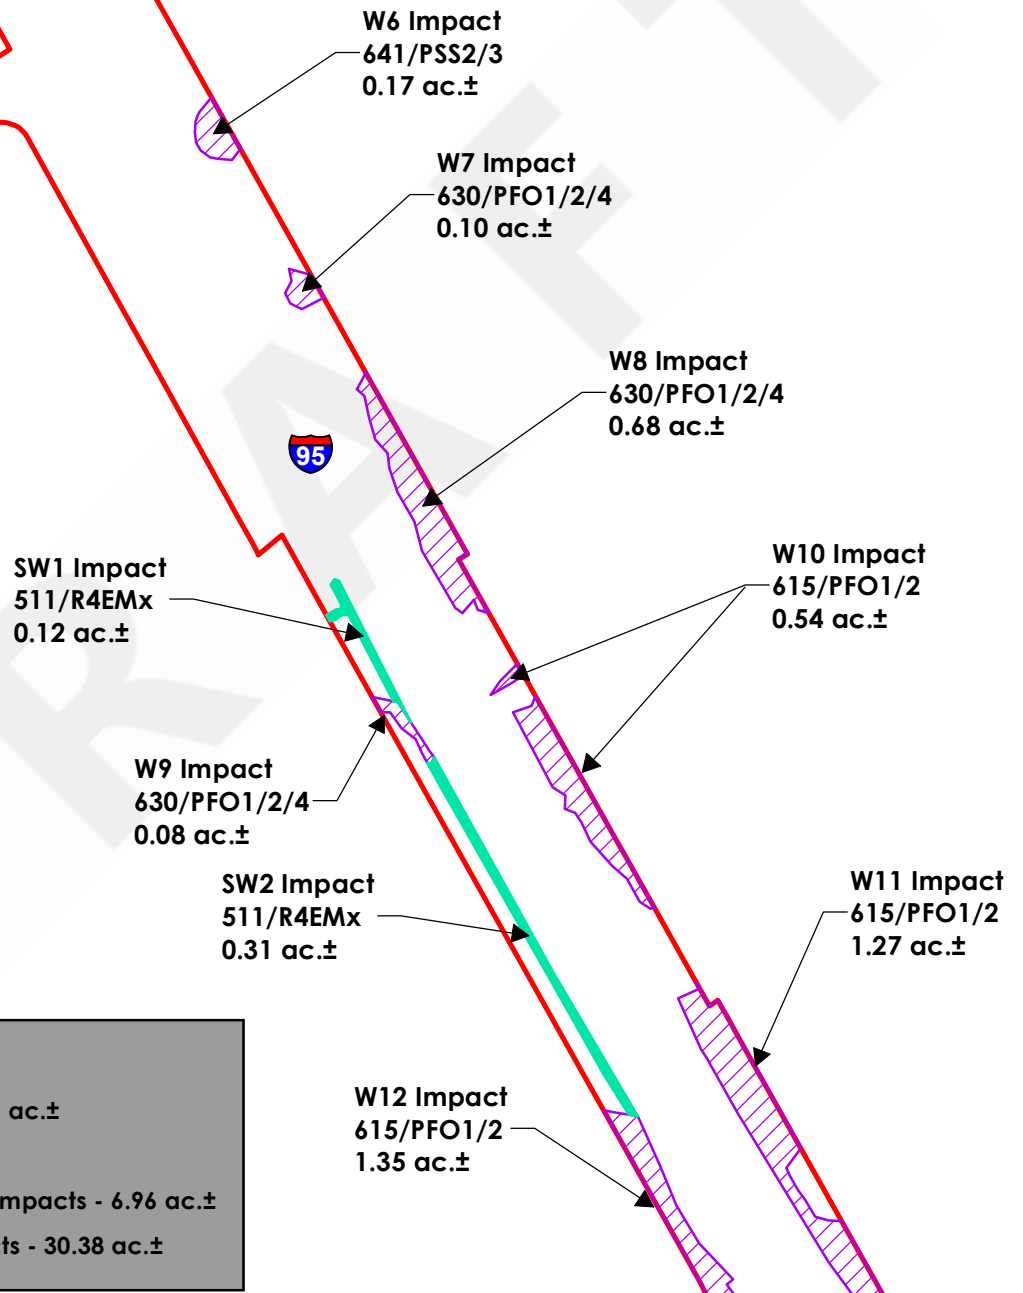 W6 Impact
641/PSS2/3
0.17 ac.±
W7 Impact
630/PFO1/2/4
0.10 ac.±
W8 Impact
630/PFO1/2/4
0.68 ac.±
95
SW1 Impact
511/R4EMx
0.12 ac.±
W10 Impact
615/PFO1/2
0.54 ac.±
W9 Impact
630/PFO1/2/4
0.08 ac.±
SW2 Impact
511/R4EMx
0.31 ac.±
W11 Impact
615/PFO1/2
1.27 ac.±
W12 Impact
615/PFO1/2
1.35 ac.±
ac.±
mpacts - 6.96 ac.±
ts - 30.38 ac.±
RAFT